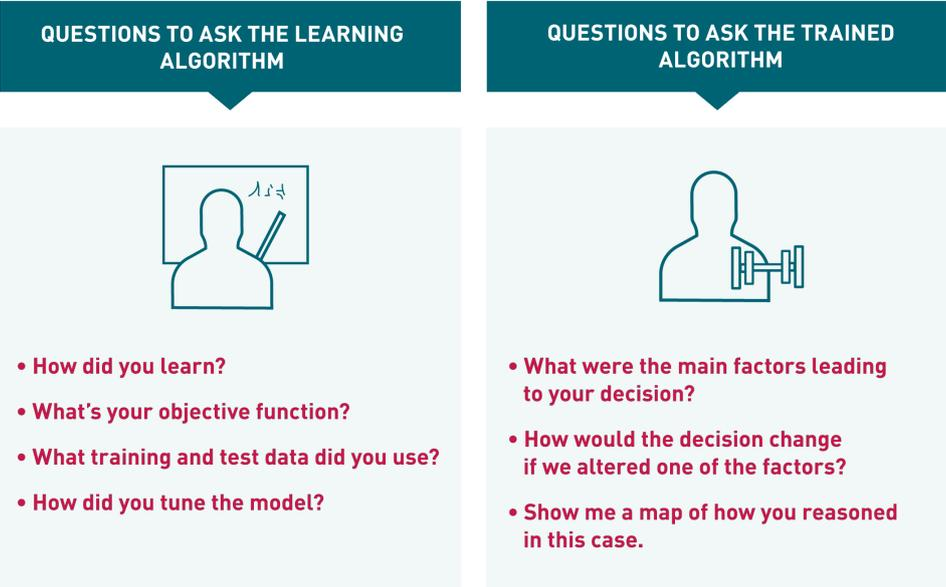 QUESTIONS TO ASK THE LEARNING
ALGORITHM
• How did you learn?
• What's your objective function?
• What training and test data did you use?
• How did you tune the model?
QUESTIONS TO ASK THE TRAINED
ALGORITHM
• What were the main factors leading
to your decision?
• How would the decision change
if we altered one of the factors?
• Show me a map of how you reasoned
in this case.